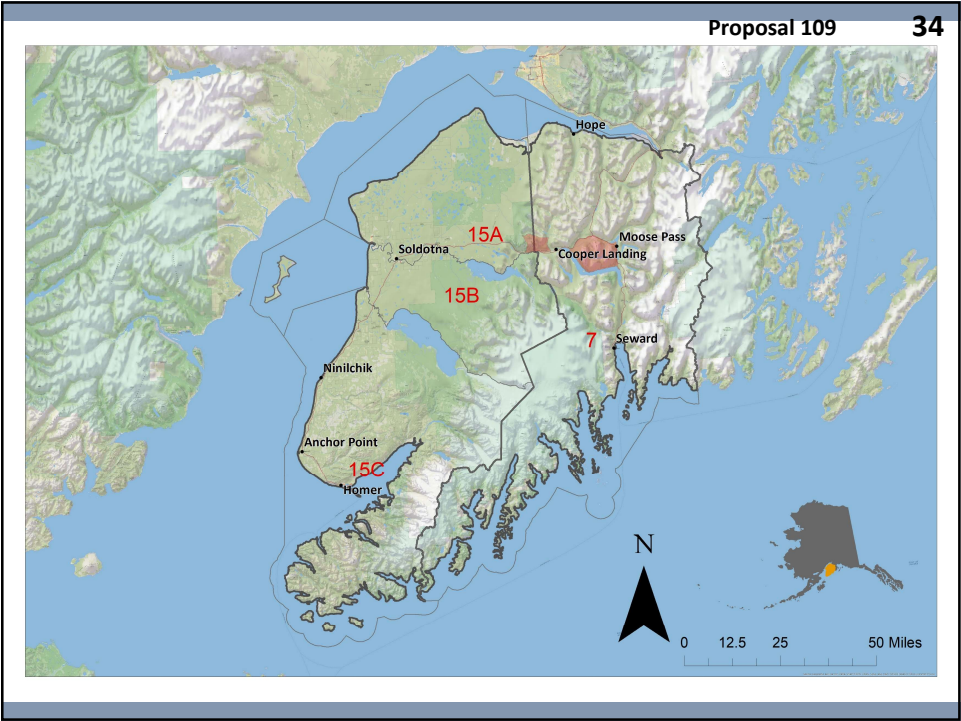 Proposal 109
34
Hope
15A
Soldotna
Moose Pass
Cooper Landing
15B
7
Seward
Ninilchik
Anchor Point
15C
Homer
N
0 12.5 25 50 Miles